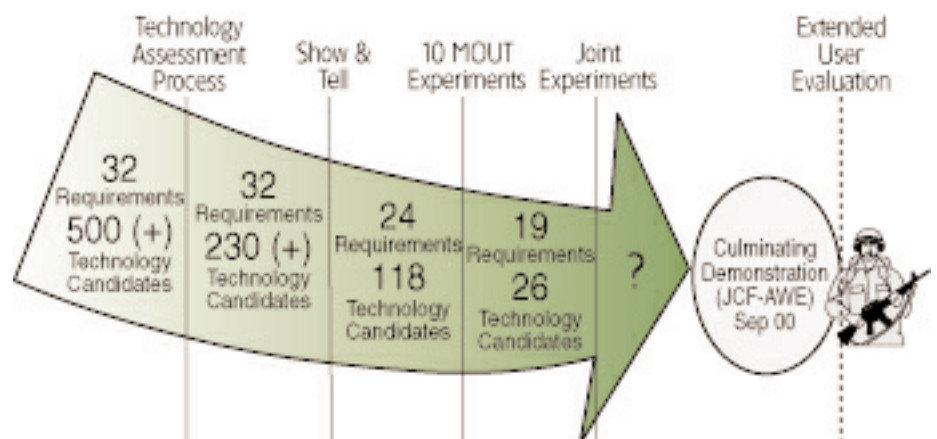 Technology
Assessment
Process
Show &
Tell
10 MOUT
Experiments
Joint
Experiments
Extended
User
Evaluation
32
Requirements
500 (+)
Technology
Candidates
32
Requirements
230 (+)
Technology
Candidates
24
Requirements
118
Technology
Candidates
19
Requirements
26
Technology
Candidates
?
Culminating
Demonstration
(JCF-AWE)
Sep 00